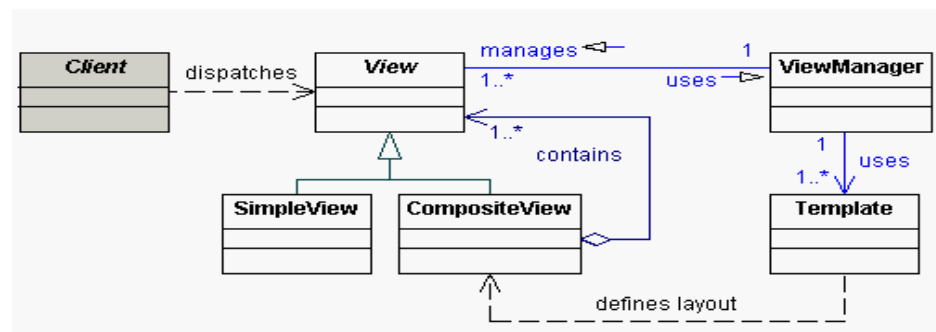 manages
1
Client
View
ViewManager
dispatches
1..*
uses
1..*
contains
1
uses
1..*
SimpleView
CompositeView
Template
defines layout